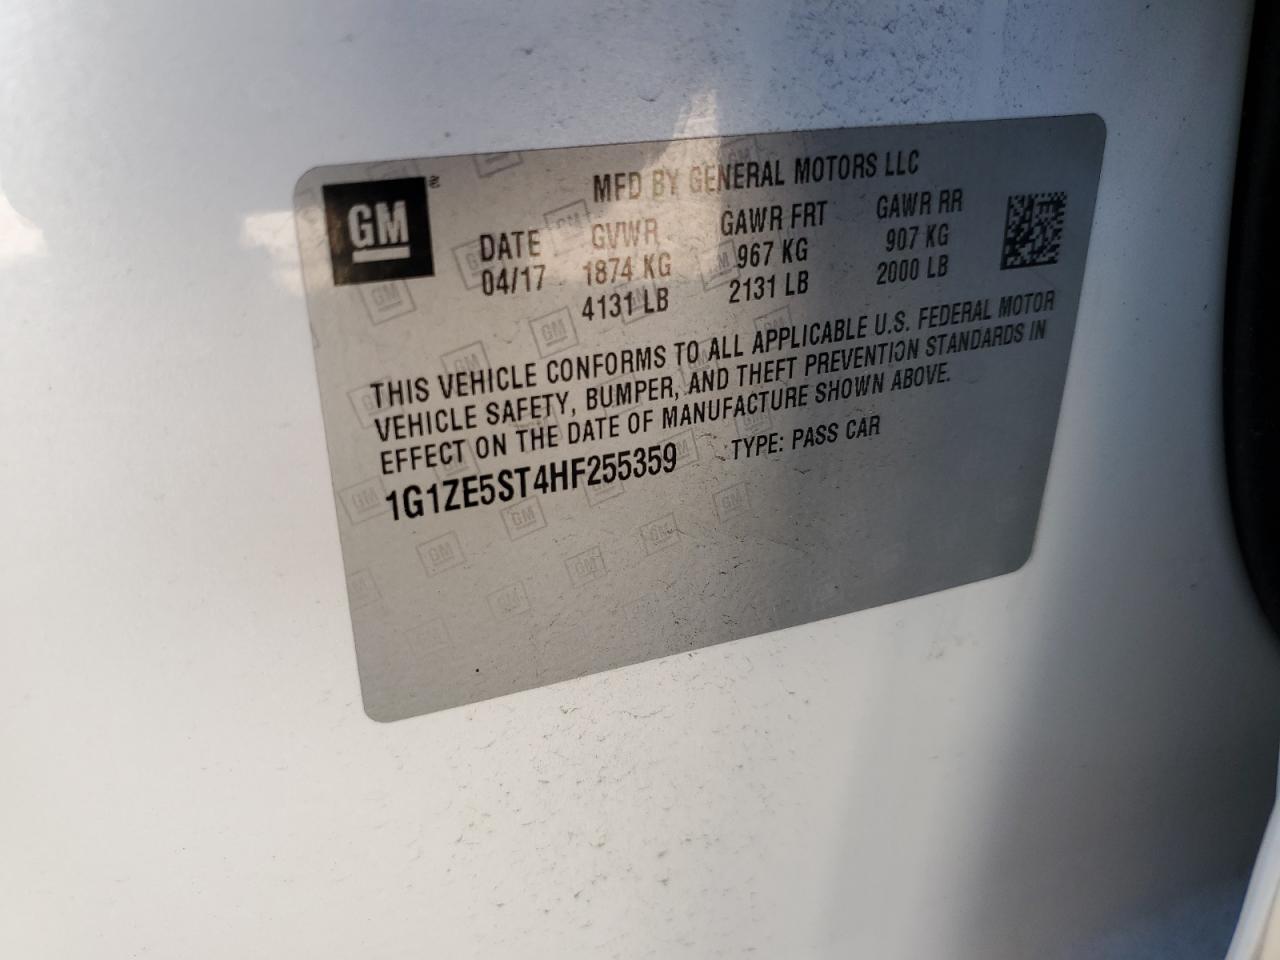 GM
MFD BY GENERAL MOTORS LLC
DATE GVWR GAWR FRT GAWR RR
04/17 1874 KG 967 KG 907 KG
4131 LB 2131 LB 2000 LB
THIS VEHICLE CONFORMS TO ALL APPLICABLE U.S. FEDERAL MOTOR
VEHICLE SAFETY, BUMPER, AND THEFT PREVENTION STANDARDS IN
EFFECT ON THE DATE OF MANUFACTURE SHOWN ABOVE.
1G1ZE5ST4HF255359 TYPE: PASS CAR